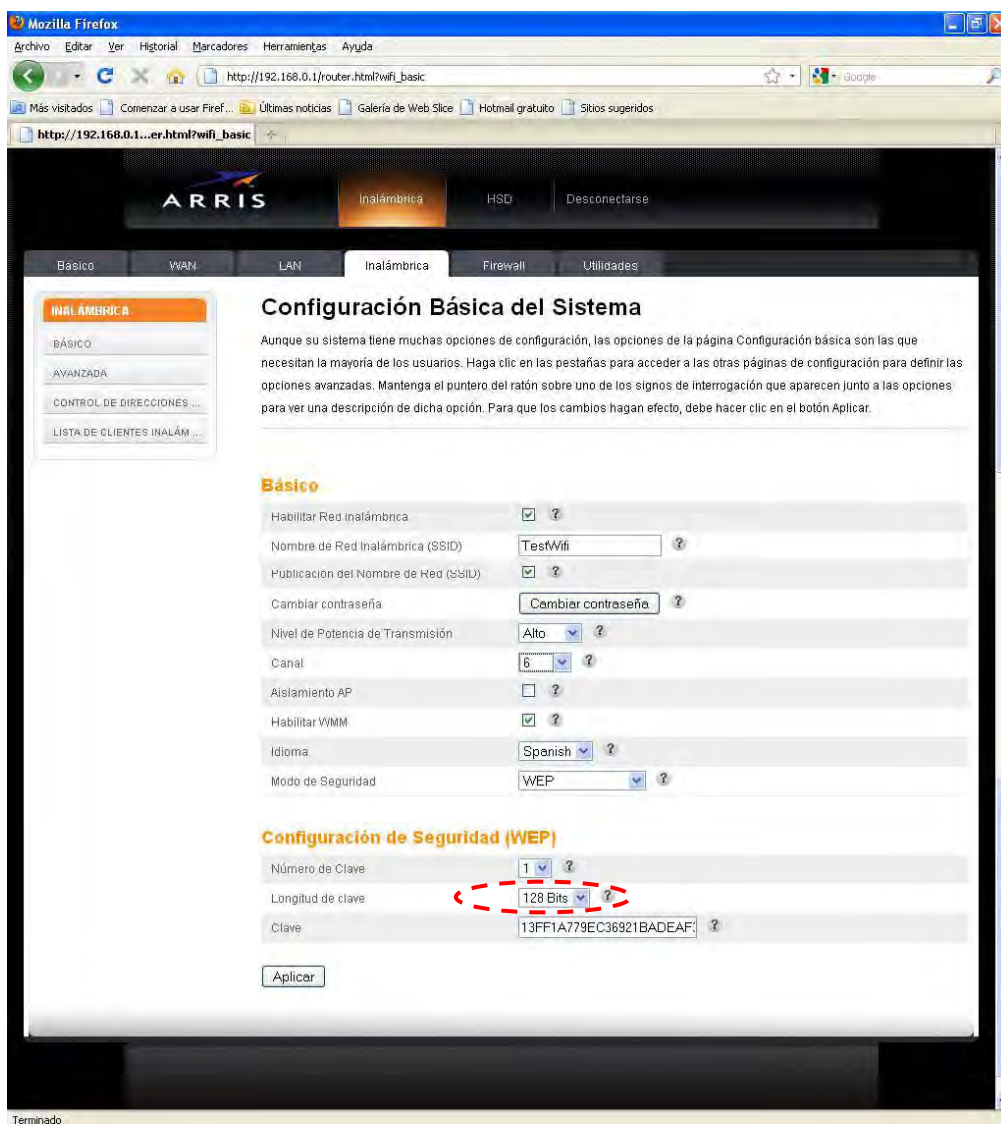 Mozilla Firefox
Archivo Editar Ver Historial Marcadores Herramientas Ayuda
http://192.168.0.1/router.html?wifi_basic
Google
Más visitados Comenzar a usar Firef... Últimas noticias Galería de Web Slice Hotmail gratuito Sitios sugeridos
http://192.168.0.1...er.html?wifi_basic
ARRIS
Inalámbrica HSD Desconectarse
Básico WAN LAN Inalámbrica Firewall Utilidades
INALÁMBRICA
BÁSICO
AVANZADA
CONTROL DE DIRECCIONES ...
LISTA DE CLIENTES INALÁM ...
Configuración Básica del Sistema
Aunque su sistema tiene muchas opciones de configuración, las opciones de la página Configuración básica son las que
necesitan la mayoría de los usuarios. Haga clic en las pestañas para acceder a las otras páginas de configuración para definir las
opciones avanzadas. Mantenga el puntero del ratón sobre uno de los signos de interrogación que aparecen junto a las opciones
para ver una descripción de dicha opción. Para que los cambios hagan efecto, debe hacer clic en el botón Aplicar.
Básico
Habilitar Red Inalámbrica ?
Nombre de Red Inalámbrica (SSID) TestWifi ?
Publicación del Nombre de Red (SSID) ?
Cambiar contraseña Cambiar contraseña ?
Nivel de Potencia de Transmisión Alto ?
Canal 6 ?
Aislamiento AP ?
Habilitar WMM ?
Idioma Spanish ?
Modo de Seguridad WEP ?
Configuración de Seguridad (WEP)
Número de Clave 1 ?
Longitud de clave 128 Bits ?
Clave 13FF1A779EC36921BADEAF ?
Aplicar
Terminado